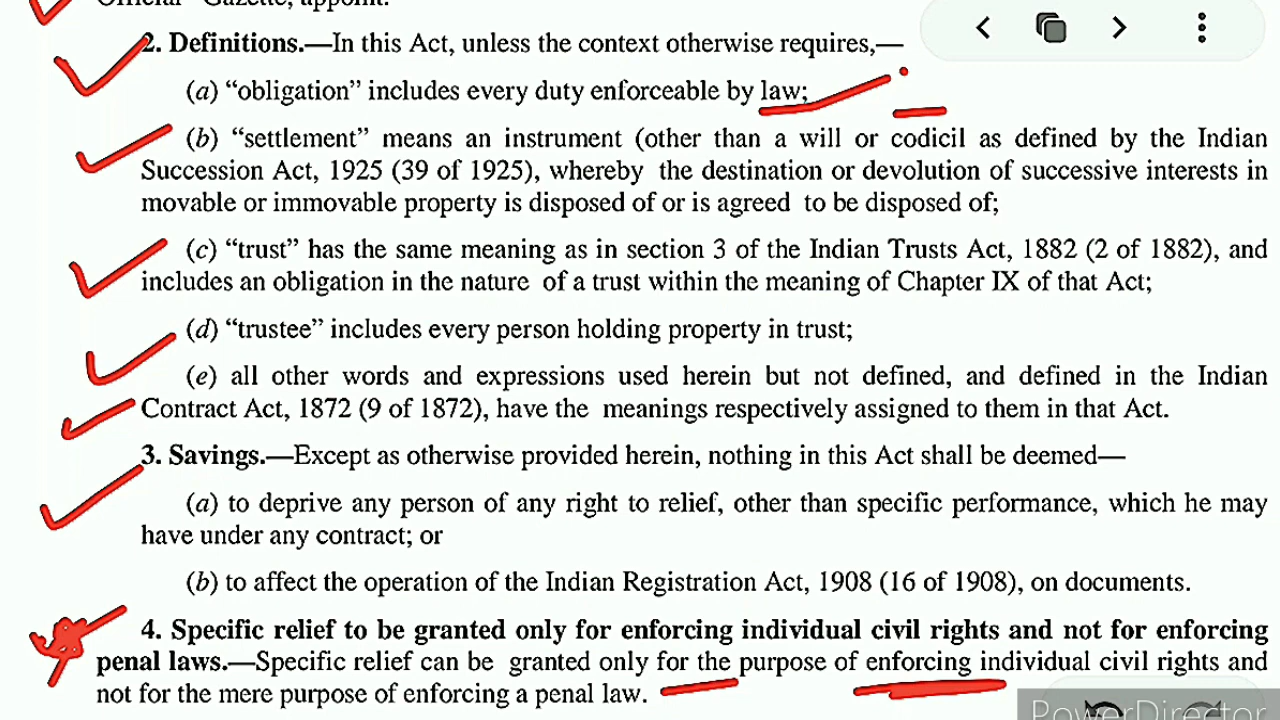 Official Gazette, appoint.
2. Definitions.—In this Act, unless the context otherwise requires,—
(a) “obligation” includes every duty enforceable by law;
(b) “settlement” means an instrument (other than a will or codicil as defined by the Indian
Succession Act, 1925 (39 of 1925), whereby the destination or devolution of successive interests in
movable or immovable property is disposed of or is agreed to be disposed of;
(c) “trust” has the same meaning as in section 3 of the Indian Trusts Act, 1882 (2 of 1882), and
includes an obligation in the nature of a trust within the meaning of Chapter IX of that Act;
(d) “trustee” includes every person holding property in trust;
(e) all other words and expressions used herein but not defined, and defined in the Indian
Contract Act, 1872 (9 of 1872), have the meanings respectively assigned to them in that Act.
3. Savings.—Except as otherwise provided herein, nothing in this Act shall be deemed—
(a) to deprive any person of any right to relief, other than specific performance, which he may
have under any contract; or
(b) to affect the operation of the Indian Registration Act, 1908 (16 of 1908), on documents.
4. Specific relief to be granted only for enforcing individual civil rights and not for enforcing
penal laws.—Specific relief can be granted only for the purpose of enforcing individual civil rights and
not for the mere purpose of enforcing a penal law.
PowerDirector